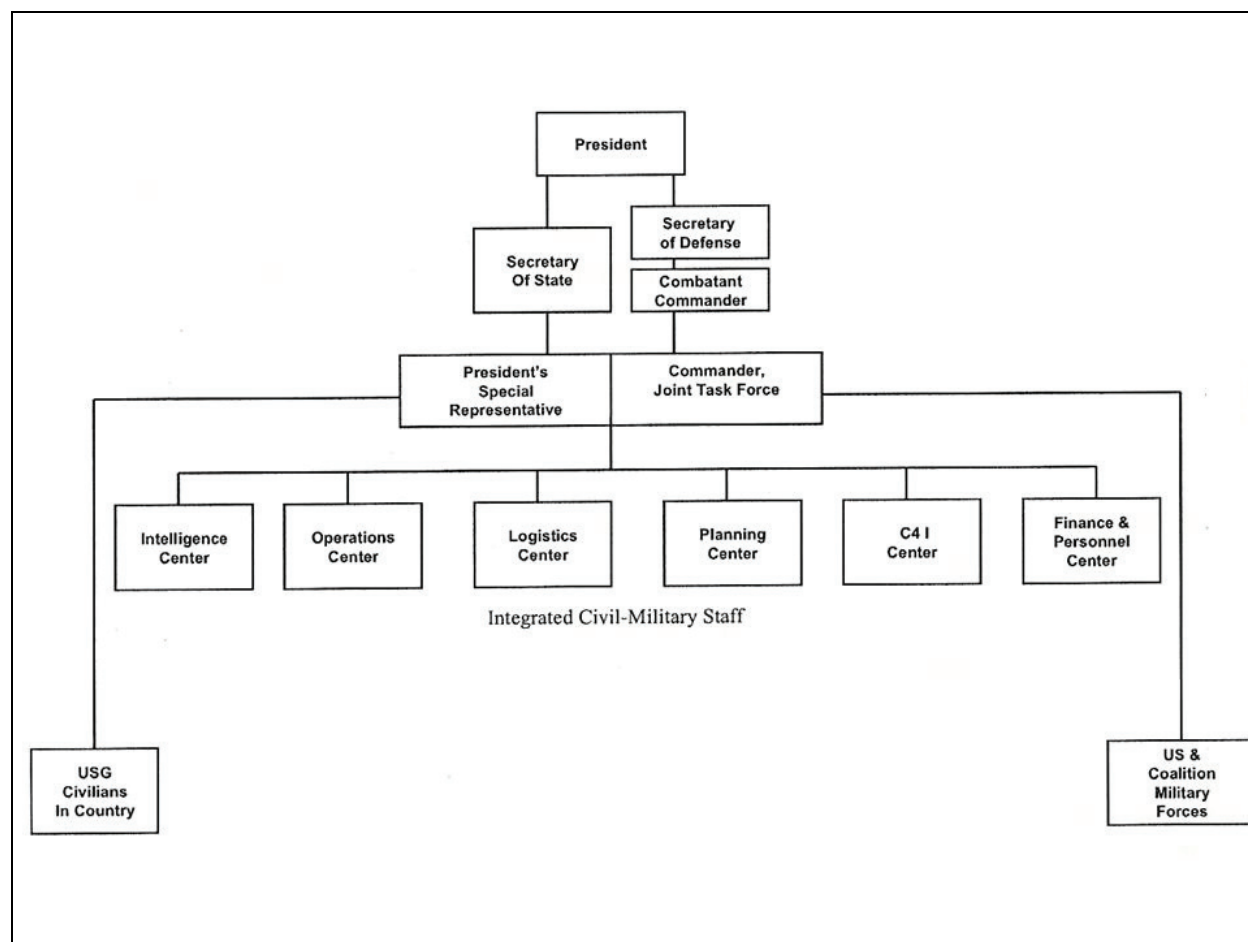 President
Secretary
of Defense
Secretary
Of State
Combatant
Commander
President's
Special
Representative
Commander,
Joint Task Force
Intelligence
Center
Operations
Center
Logistics
Center
Planning
Center
C4 I
Center
Finance &
Personnel
Center
Integrated Civil-Military Staff
USG
Civilians
In Country
US &
Coalition
Military
Forces